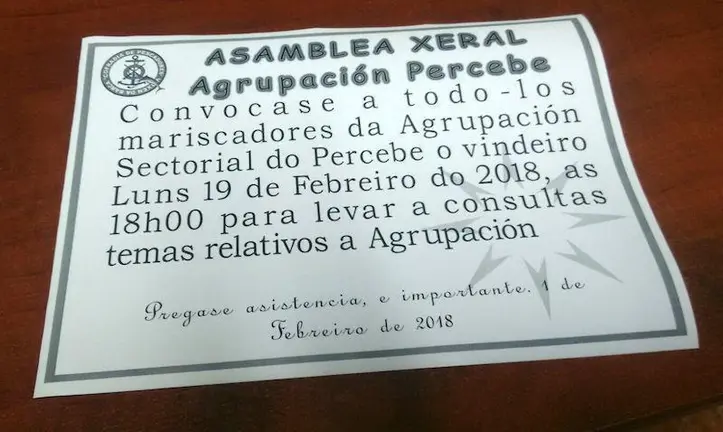 ASAMBLEA XERAL
Agrupación Percebe
Convocase a todo-los
mariscadores da Agrupación
Sectorial do Percebe o vindeiro
Luns 19 de Febreiro do 2018, as
18h00 para levar a consultas
temas relativos a Agrupación
Pregase asistencia, e importante. 1 de
Febreiro de 2018